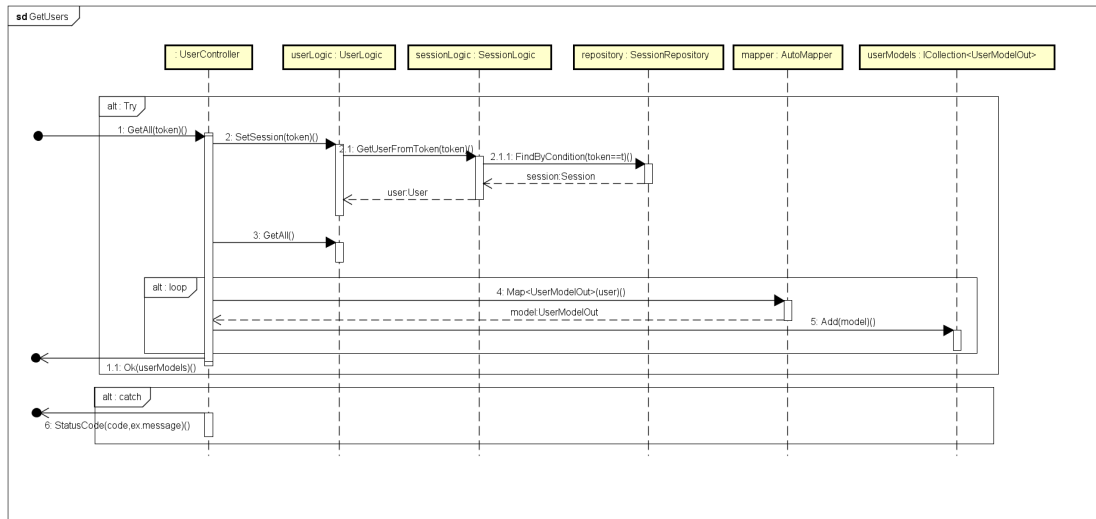 sd GetUsers
: UserController
userLogic : UserLogic
sessionLogic : SessionLogic
repository : SessionRepository
mapper : AutoMapper
userModels : ICollection<UserModelOut>
alt : Try
1: GetAll(token)()
2: SetSession(token)()
2.1: GetUserFromToken(token)()
2.1.1: FindByCondition(token==t)()
session:Session
user:User
3: GetAll()
alt : loop
4: Map<UserModelOut>(user)()
model:UserModelOut
5: Add(model)()
1.1: Ok(userModels)()
alt : catch
6: StatusCode(code,ex.message)()